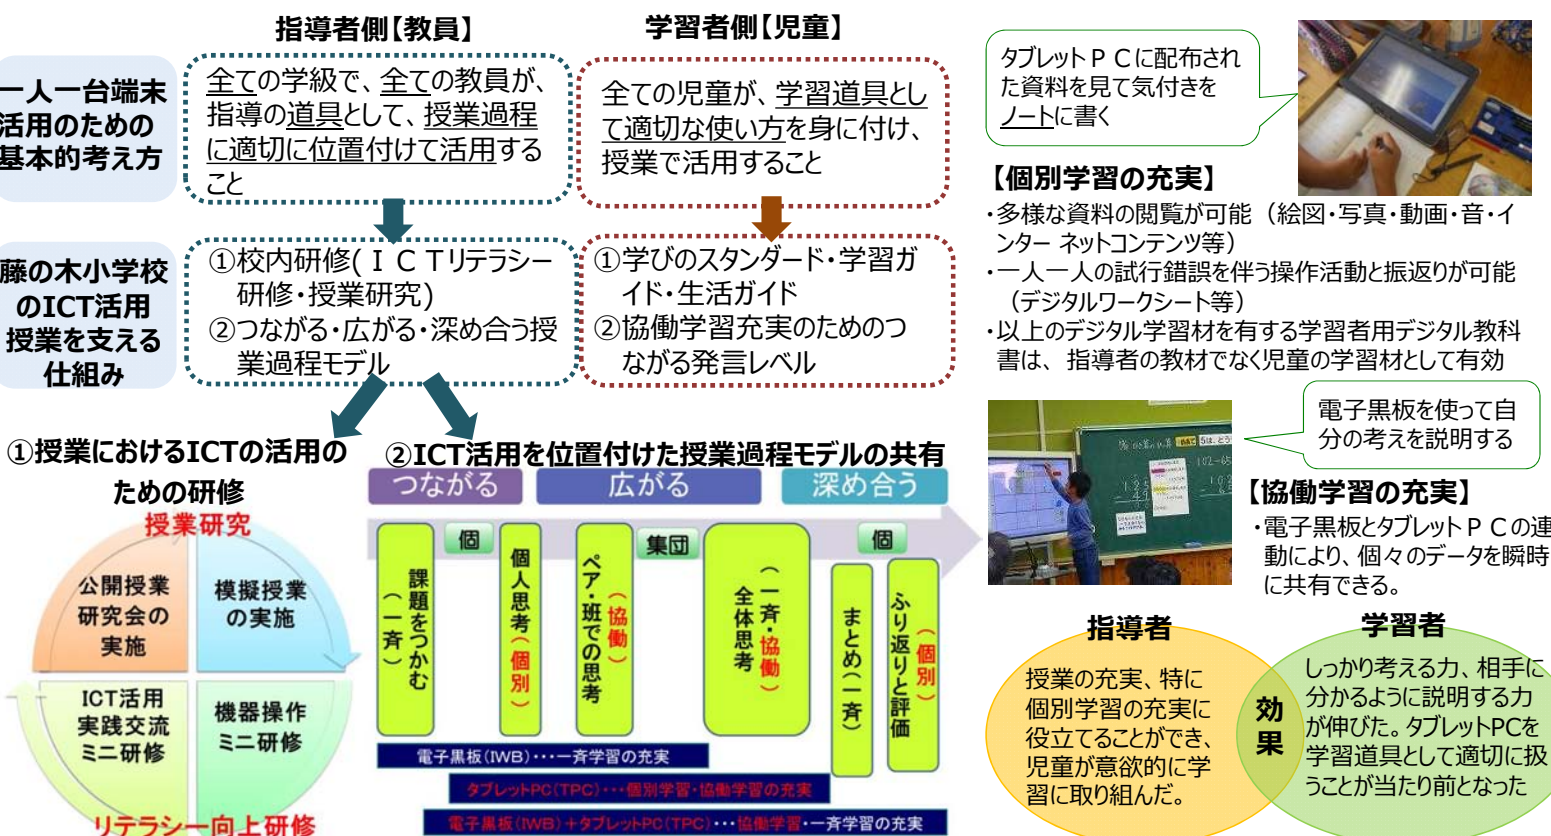 指導者側【教員】
学習者側【児童】
一人一台端末
活用のための
基本的考え方
全ての学級で、全ての教員が、
指導の道具として、授業過程
に適切に位置付けて活用する
こと
全ての児童が、学習道具とし
て適切な使い方を身に付け、
授業で活用すること
藤の木小学校
のICT活用
授業を支える
仕組み
①校内研修(ＩＣＴリテラシー
研修・授業研究)
②つながる・広がる・深め合う授
業過程モデル
①学びのスタンダード・学習ガ
イド・生活ガイド
②協働学習充実のためのつ
ながる発言レベル
①授業におけるICTの活用の
ための研修
授業研究
公開授業
研究会の
実施
模擬授業
の実施
ICT活用
実践交流
ミニ研修
機器操作
ミニ研修
リテラシー向上研修
②ICT活用を位置付けた授業過程モデルの共有
つながる
広がる
深め合う
個
集団
個
課題をつかむ
（一斉）
個人思考（個別）
ペア・班での思考
（協働）
全体思考
（一斉・協働）
まとめ（一斉）
ふり返りと評価
（個別）
電子黒板(IWB)・・・一斉学習の充実
タブレットPC(TPC)・・・個別学習・協働学習の充実
電子黒板(IWB)＋タブレットPC(TPC)・・・協働学習・一斉学習の充実
タブレットＰＣに配布され
た資料を見て気付きを
ノートに書く
【個別学習の充実】
・多様な資料の閲覧が可能（絵図・写真・動画・音・イ
ンター ネットコンテンツ等）
・一人一人の試行錯誤を伴う操作活動と振返りが可能
（デジタルワークシート等）
・以上のデジタル学習材を有する学習者用デジタル教科
書は、指導者の教材でなく児童の学習材として有効
電子黒板を使って自
分の考えを説明する
【協働学習の充実】
・電子黒板とタブレットＰＣの連
動により、個々のデータを瞬時
に共有できる。
指導者
授業の充実、特に
個別学習の充実に
役立てることができ、
児童が意欲的に学
習に取り組んだ。
効
果
学習者
しっかり考える力、相手に
分かるように説明する力
が伸びた。タブレットPCを
学習道具として適切に扱
うことが当たり前となった